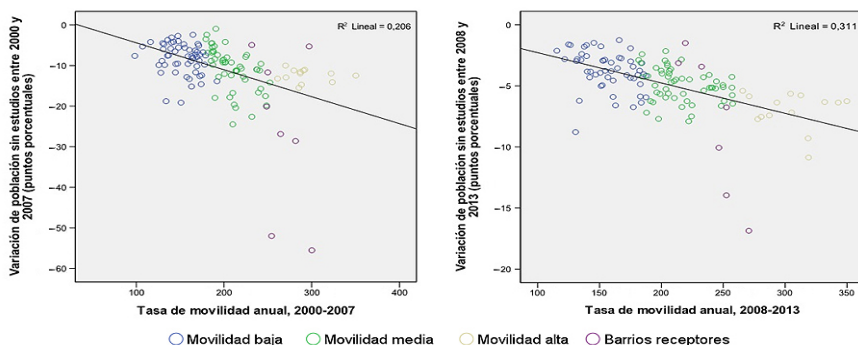 Variación de población sin estudios entre 2000 y
2007 (puntos porcentuales)
R² Lineal = 0,206
0
−10
−20
−30
−40
−50
−60
100
200
300
400
Tasa de movilidad anual, 2000-2007
Variación de población sin estudios entre 2008 y
2013 (puntos porcentuales)
R² Lineal = 0,311
0
−5
−10
−15
−20
100
150
200
250
300
350
Tasa de movilidad anual, 2008-2013
Movilidad baja
Movilidad media
Movilidad alta
Barrios receptores